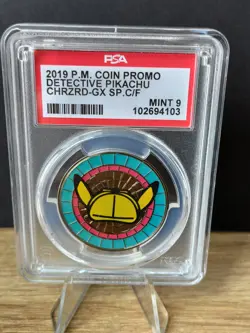 PSA
2019 P.M. COIN PROMO
DETECTIVE PIKACHU
CHRZRD-GX SP.C/F
MINT 9
102694103